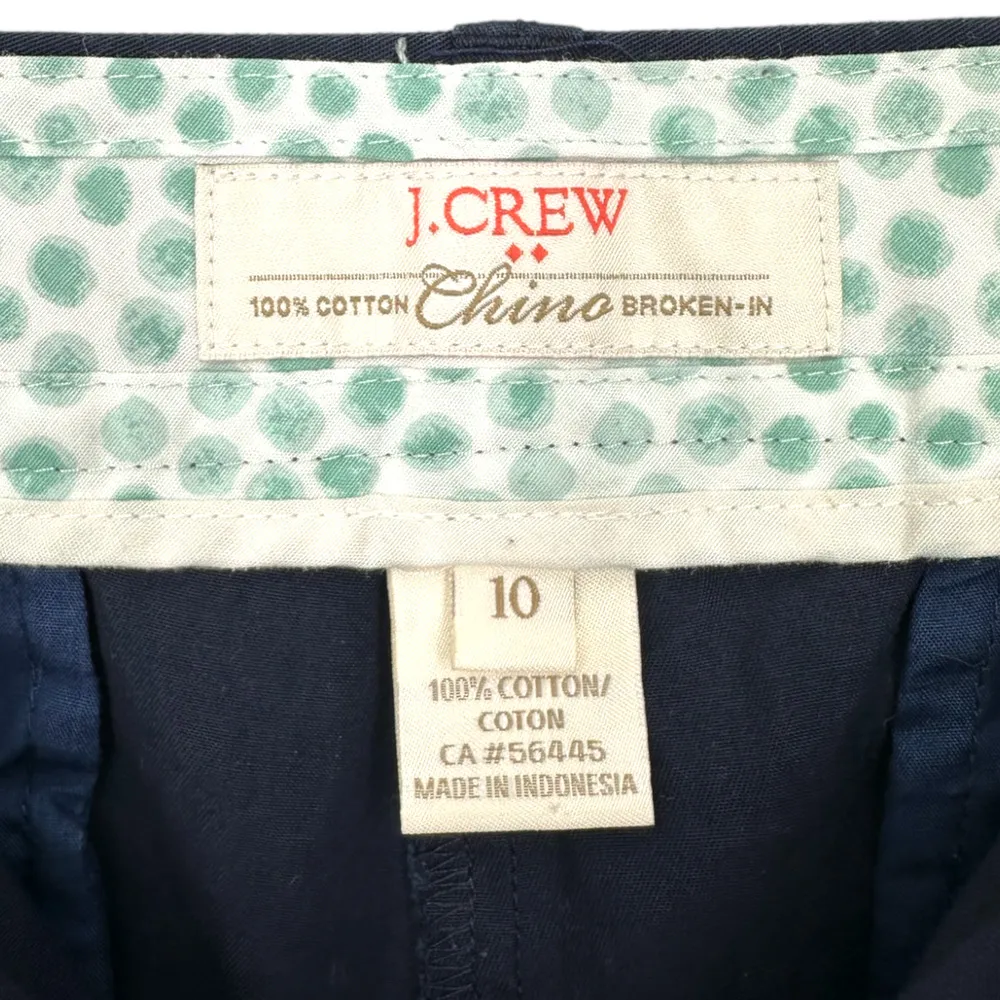 J.CREW
100% COTTON Chino BROKEN-IN
10
100% COTTON/
COTON
CA #56445
MADE IN INDONESIA